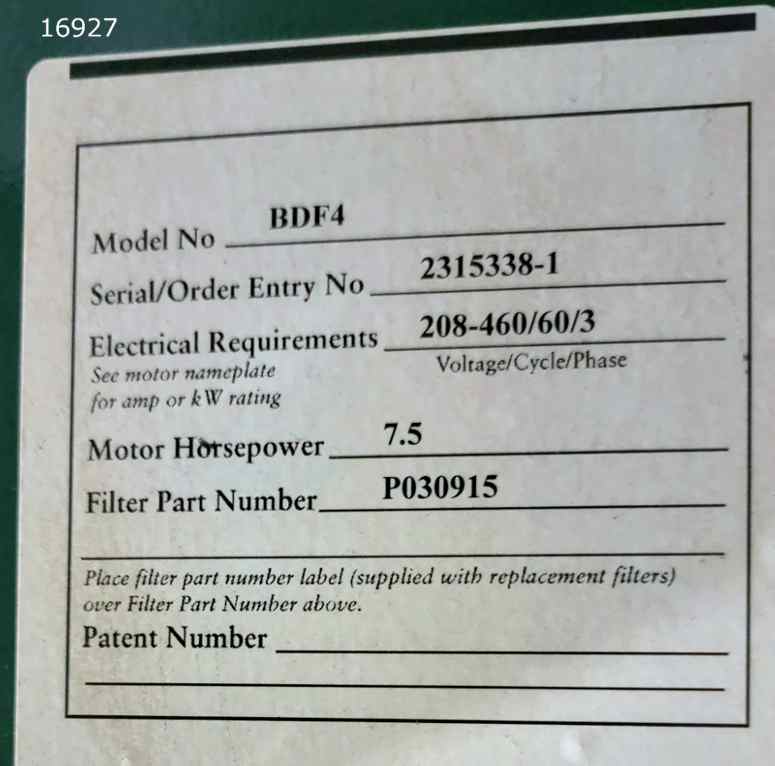 16927
Model No BDF4
Serial/Order Entry No 2315338-1
Electrical Requirements 208-460/60/3
See motor nameplate Voltage/Cycle/Phase
for amp or kW rating
Motor Horsepower 7.5
Filter Part Number P030915
Place filter part number label (supplied with replacement filters)
over Filter Part Number above.
Patent Number